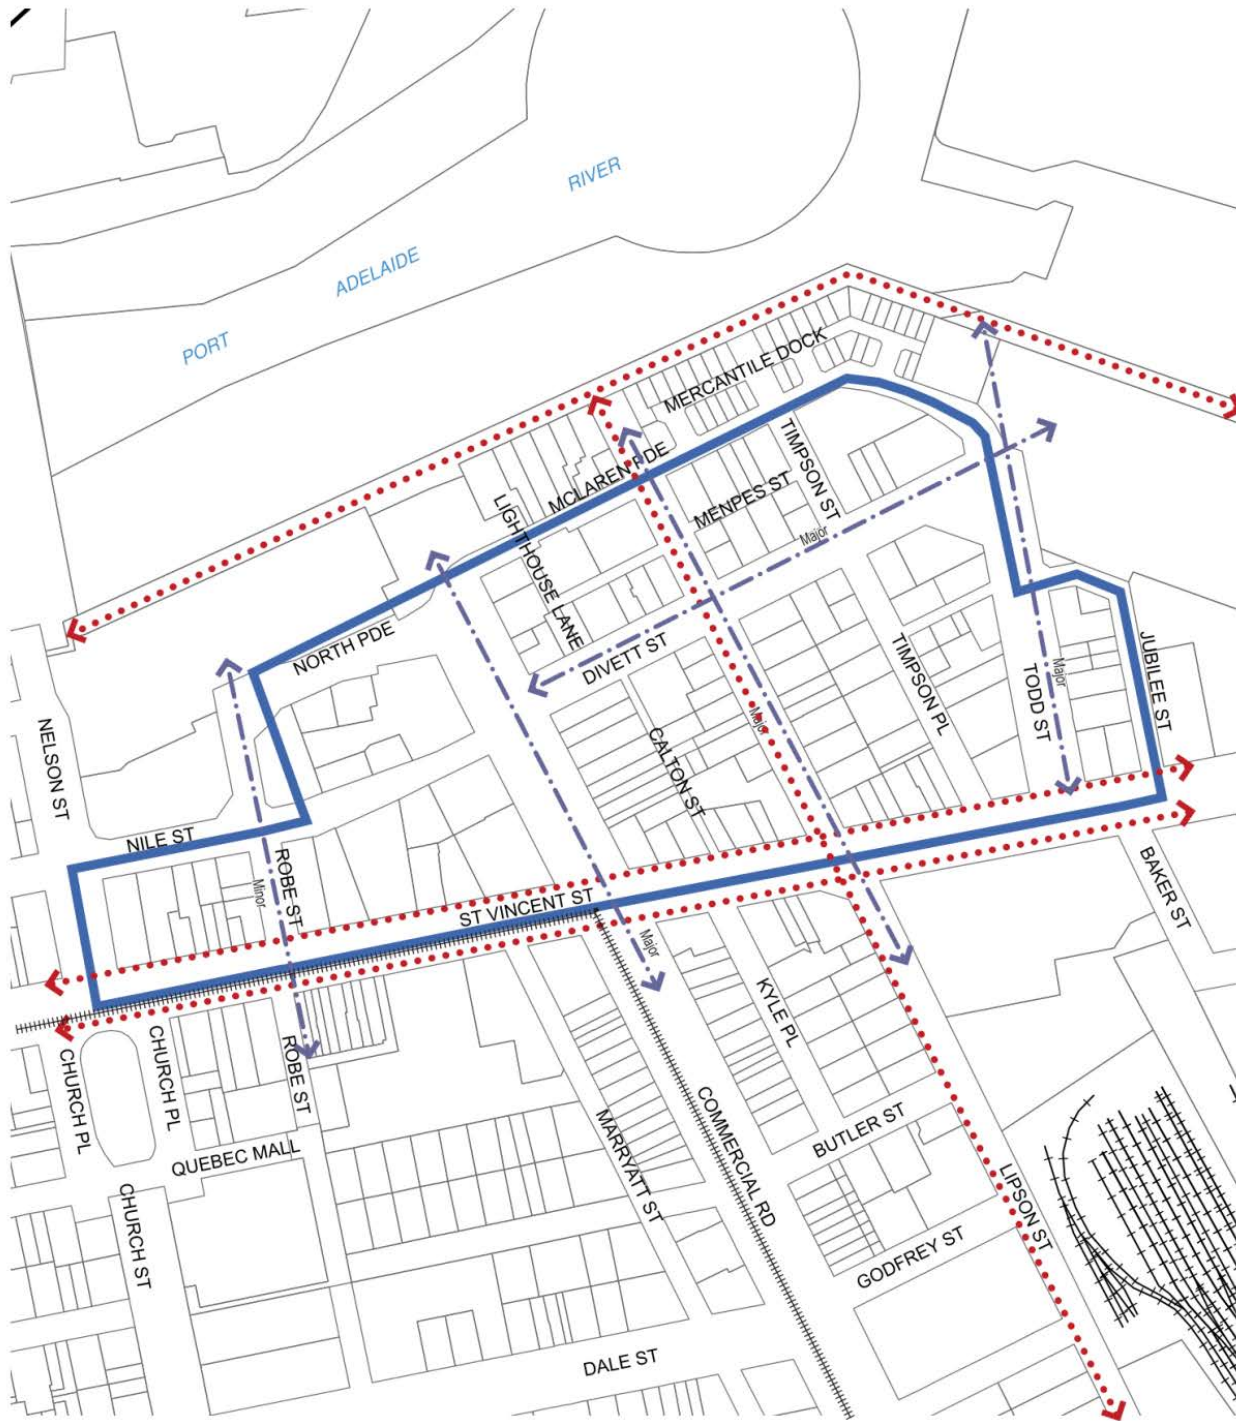 RIVER
ADELAIDE
PORT
MERCANTILE DOCK
MCLAREN PDE
TIMPSON ST
MENPES ST
LIGHTHOUSE LANE
Major
NORTH PDE
DIVETT ST
TIMPSON PL
JUBILEE ST
TODD ST
Major
NELSON ST
CALTON ST
Major
NILE ST
ROBE ST
Minor
ST VINCENT ST
BAKER ST
Major
KYLE PL
CHURCH PL
CHURCH PL
ROBE ST
COMMERCIAL RD
MARRYATT ST
BUTLER ST
QUEBEC MALL
LIPSON ST
CHURCH ST
GODFREY ST
DALE ST